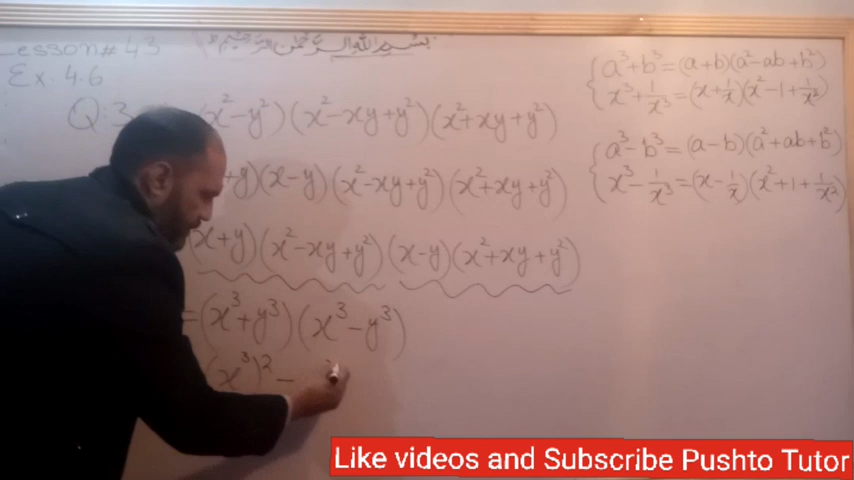 Lesson# 43
بسم الله الرحمن الرحیم
Ex 4.6
Q:3 (x²-y²)(x²-xy+y²)(x²+xy+y²)
+y)(x-y)(x²-xy+y²)(x²+xy+y²)
(x+y)(x²-xy+y²)(x-y)(x²+xy+y²)
=(x³+y³)(x³-y³)
(x³)²-
a³+b³=(a+b)(a²-ab+b²)
x³+1/x³=(x+1/x)(x²-1+1/x²)
a³-b³=(a-b)(a²+ab+b²)
x³-1/x³=(x-1/x)(x²+1+1/x²)
Like videos and Subscribe Pushto Tutor